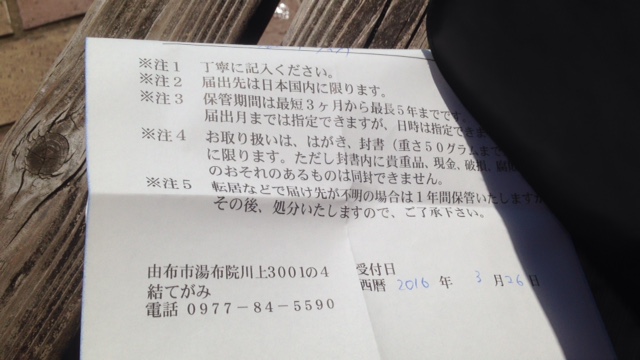 ※注1 丁寧に記入ください。
※注2 届出先は日本国内に限ります。
※注3 保管期間は最短3ヶ月から最長5年までです。
届出月までは指定できますが、日時は指定できま
※注4 お取り扱いは、はがき、封書(重さ50グラムまで
に限ります。ただし封書内に貴重品、現金、破損、腐
のおそれのあるものは同封できません。
※注5 転居などで届け先が不明の場合は1年間保管いたしますが
その後、処分いたしますので、ご了承下さい。
由布市湯布院川上3001の4
結てがみ
電話 0977-84-5590
受付日
西暦 2016 年 3 月 26 日